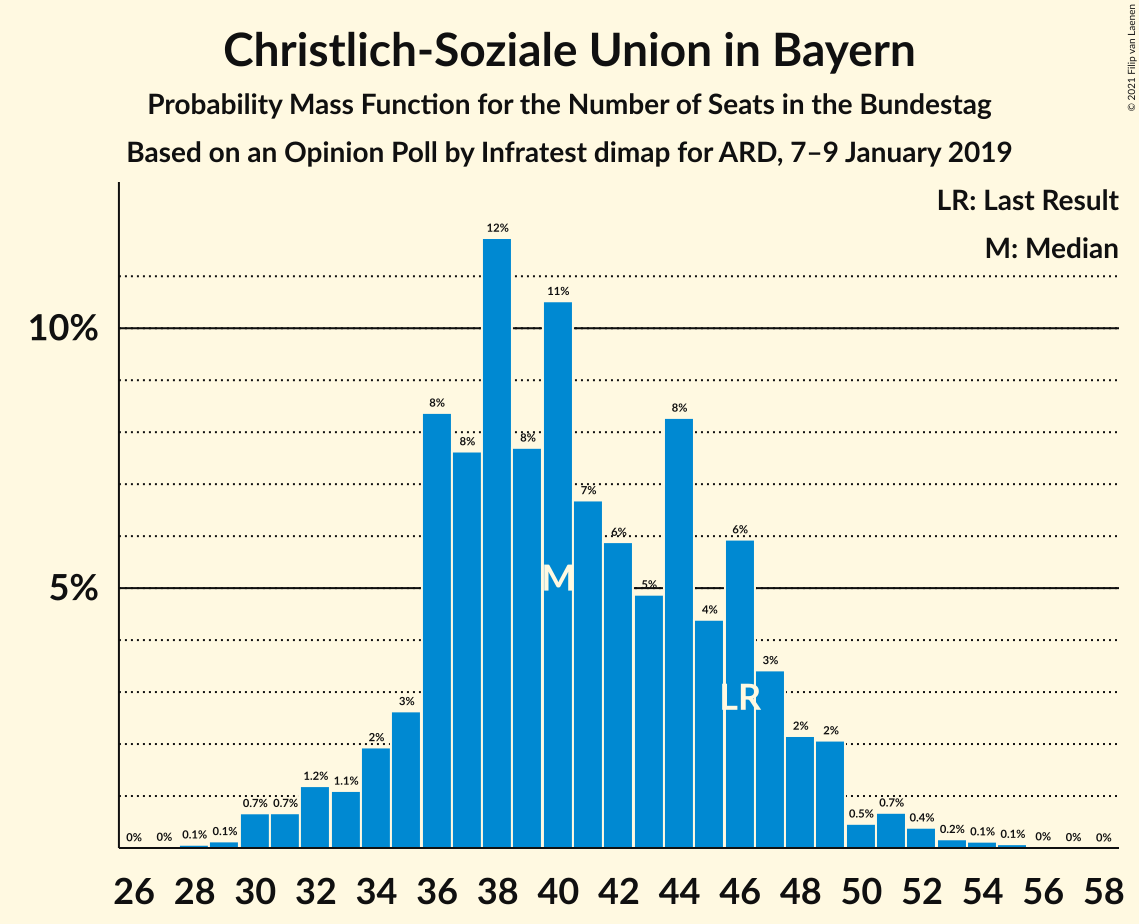 Christlich-Soziale Union in Bayern
Probability Mass Function for the Number of Seats in the Bundestag
Based on an Opinion Poll by Infratest dimap for ARD, 7–9 January 2019
© 2021 Filip van Laenen
LR: Last Result
M: Median
10%
5%
0% 0% 0.1% 0.1% 0.7% 0.7% 1.2% 1.1% 2% 3% 8% 8% 12% 8% 11% 7% 6% 5% 8% 4% 6% 3% 2% 2% 0.5% 0.7% 0.4% 0.2% 0.1% 0.1% 0% 0% 0%
M
LR
26 28 30 32 34 36 38 40 42 44 46 48 50 52 54 56 58